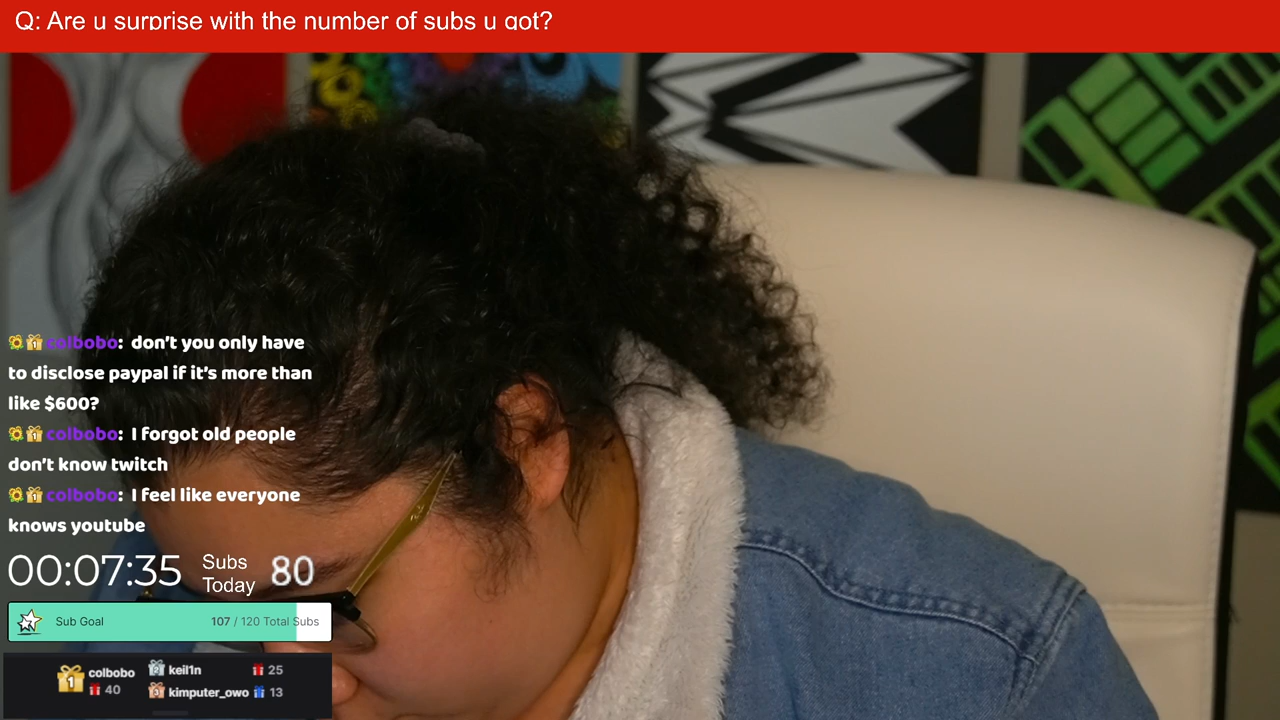 Q: Are u surprise with the number of subs u got?
colbobo: don't you only have
to disclose paypal if it's more than
like $600?
colbobo: I forgot old people
don't know twitch
colbobo: I feel like everyone
knows youtube
00:07:35 Subs Today 80
Sub Goal 107 / 120 Total Subs
colbobo 40
keil1n 25
kimputer_owo 13